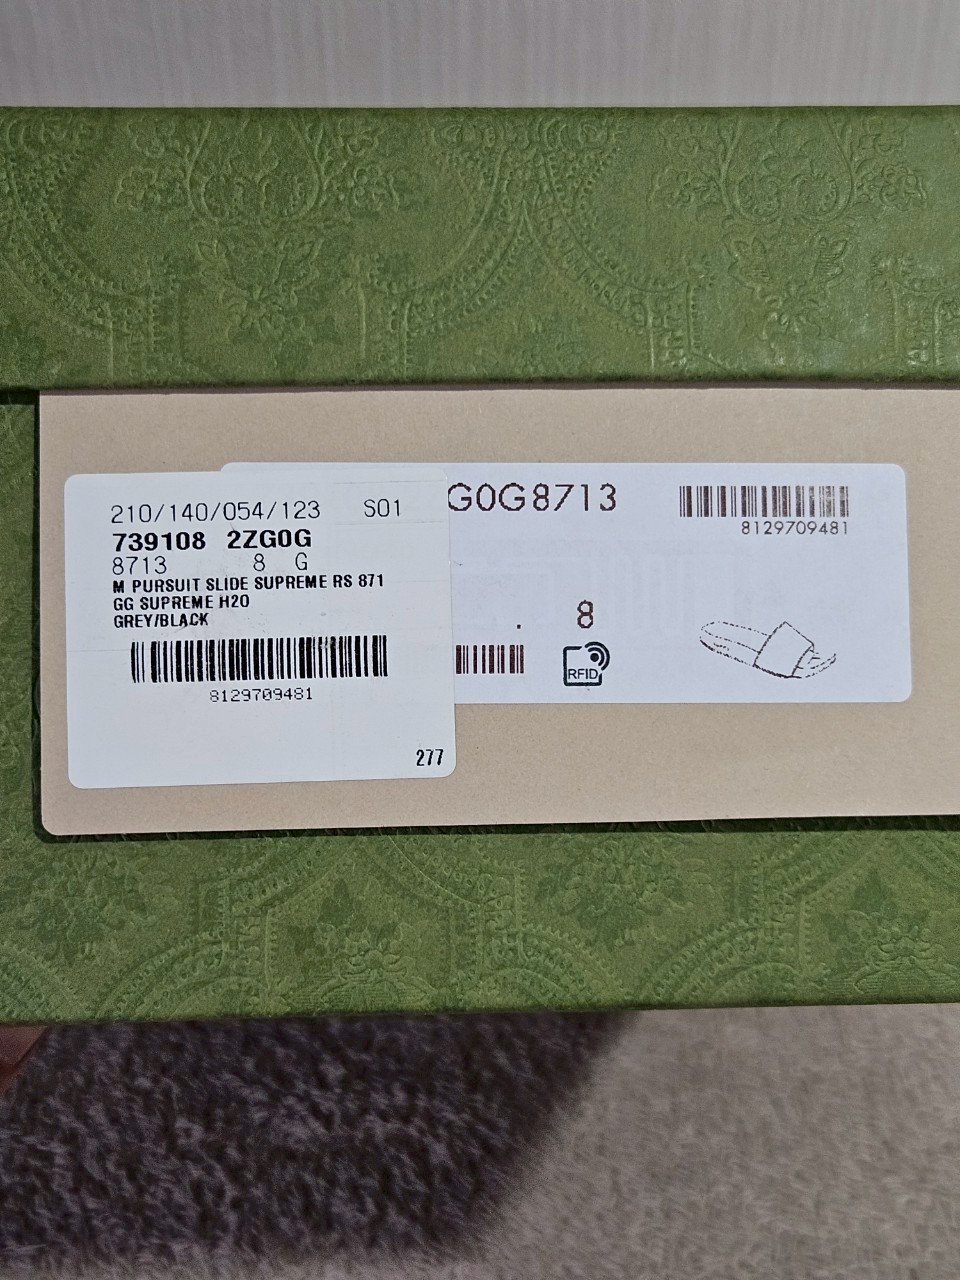 210/140/054/123 S01
739108 2ZG0G
8713 8 G
M PURSUIT SLIDE SUPREME RS 871
GG SUPREME H2O
GREY/BLACK
8129709481
277
G0G8713
8129709481
8
RFID